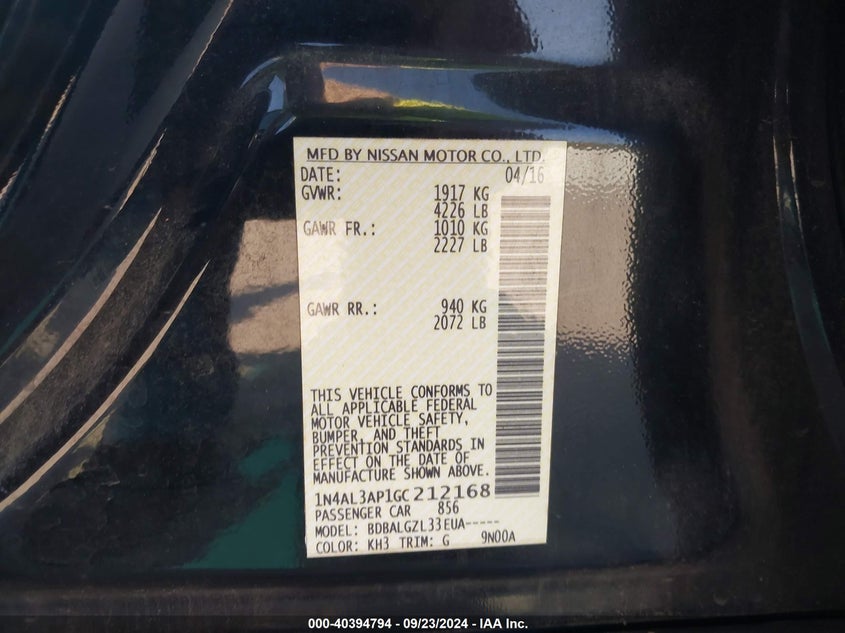 MFD BY NISSAN MOTOR CO., LTD.
DATE: 04/16
GVWR: 1917 KG
4226 LB
GAWR FR.: 1010 KG
2227 LB
GAWR RR.: 940 KG
2072 LB
THIS VEHICLE CONFORMS TO
ALL APPLICABLE FEDERAL
MOTOR VEHICLE SAFETY,
BUMPER, AND THEFT
PREVENTION STANDARDS IN
EFFECT ON THE DATE OF
MANUFACTURE SHOWN ABOVE.
1N4AL3AP1GC212168
PASSENGER CAR 856
MODEL: BDBALGZL33EUA-----
COLOR: KH3 TRIM: G 9N00A
000-40394794 - 09/23/2024 - IAA Inc.